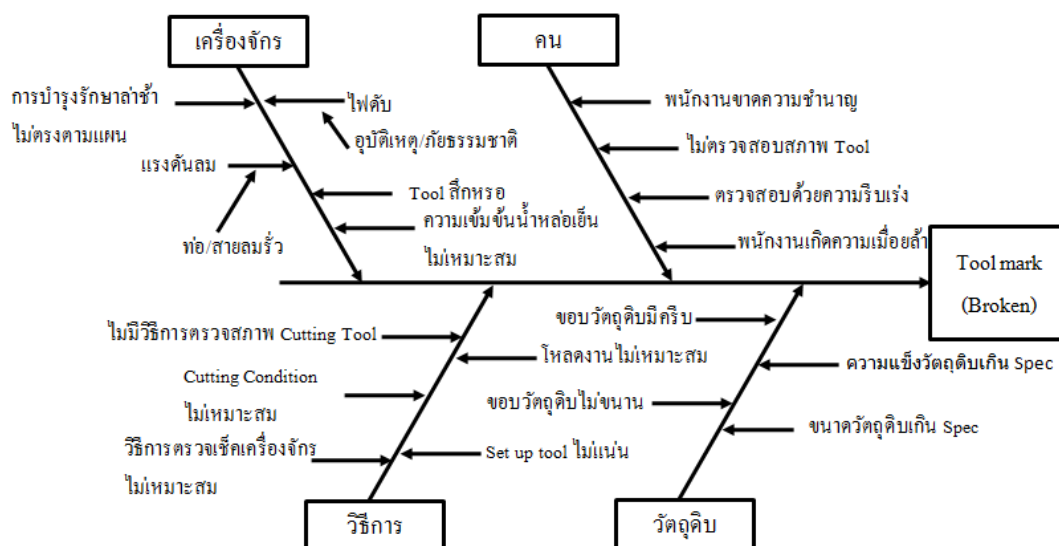 เครื่องจักร
คน
การบำรุงรักษาล่าช้า
ไม่ตรงตามแผน
ไฟดับ
อุบัติเหตุ/ภัยธรรมชาติ
แรงดันลม
ท่อ/สายลมรั่ว
Tool สึกหรอ
ความเข้มข้นน้ำหล่อเย็น
ไม่เหมาะสม
พนักงานขาดความชำนาญ
ไม่ตรวจสอบสภาพ Tool
ตรวจสอบด้วยความรีบเร่ง
พนักงานเกิดความเมื่อยล้า
Tool mark
(Broken)
ไม่มีวิธีการตรวจสภาพ Cutting Tool
โหลดงานไม่เหมาะสม
Cutting Condition
ไม่เหมาะสม
วิธีการตรวจเช็คเครื่องจักร
ไม่เหมาะสม
Set up tool ไม่แน่น
ขอบวัตถุดิบมีครีบ
ความแข็งวัตถุดิบเกิน Spec
ขอบวัตถุดิบไม่ขนาน
ขนาดวัตถุดิบเกิน Spec
วิธีการ
วัตถุดิบ